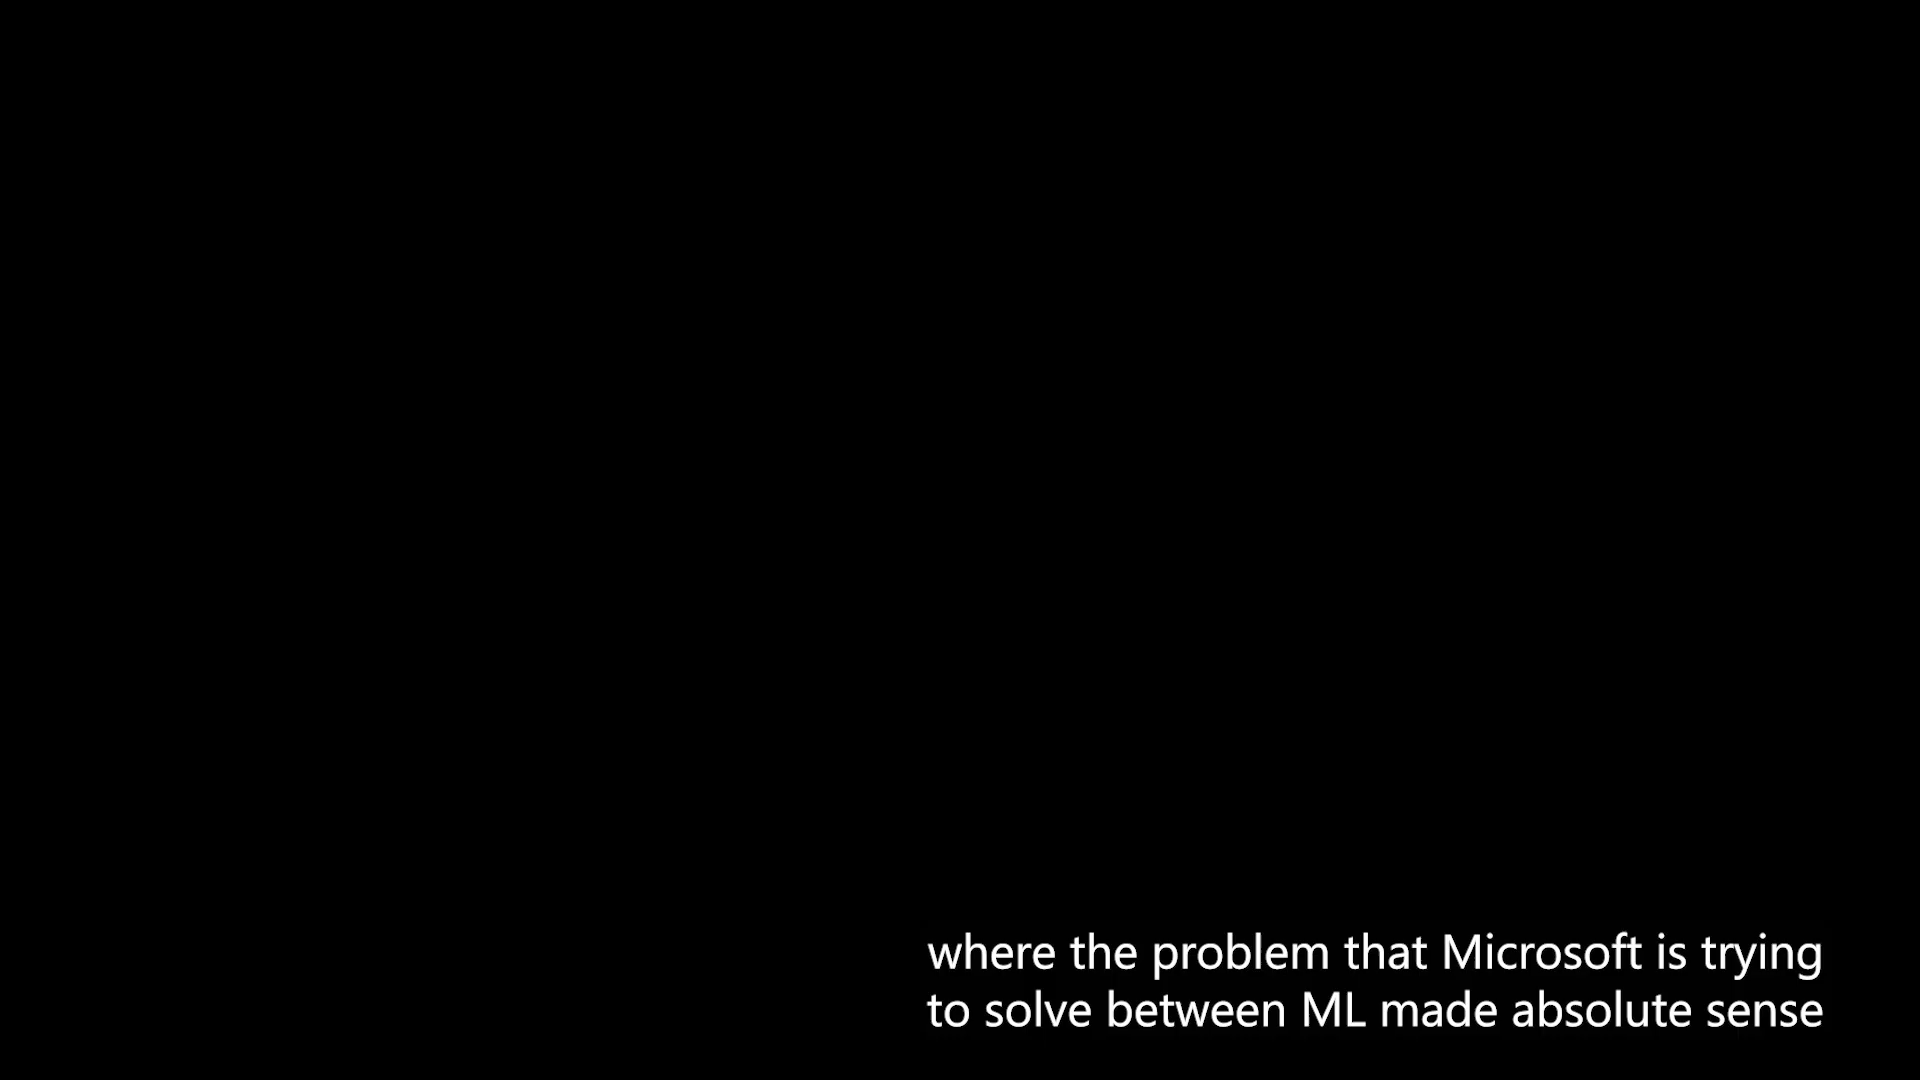 where the problem that Microsoft is trying
to solve between ML made absolute sense